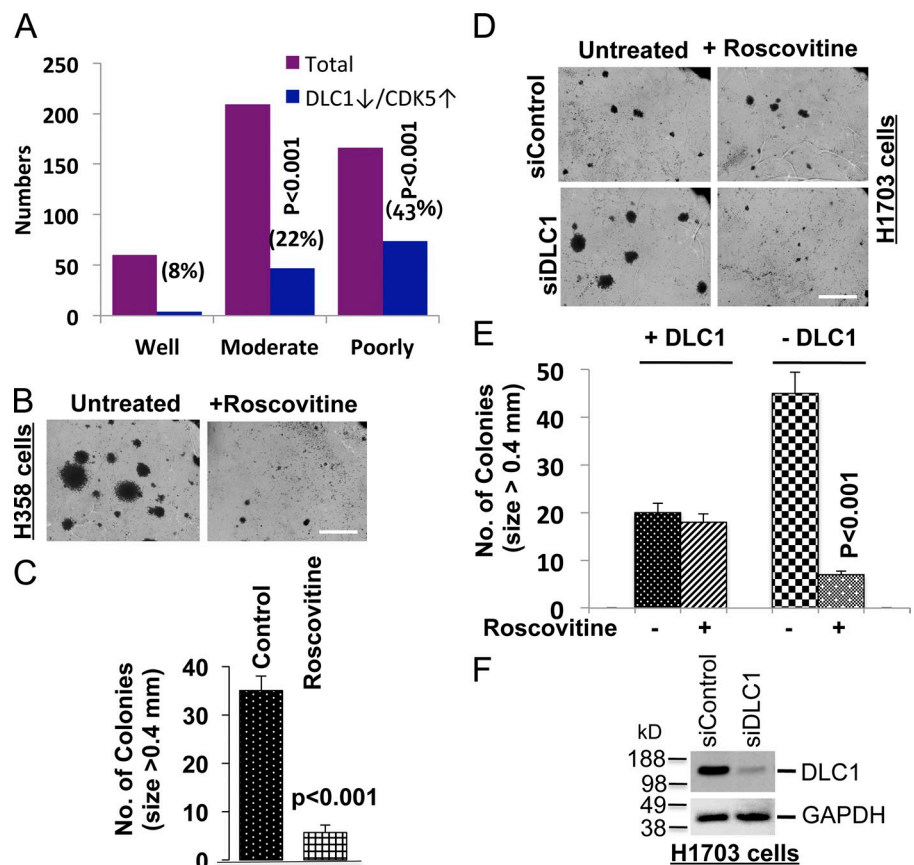 A
250
200
150
100
50
0
Numbers
Total
DLC1↓/CDK5↑
(8%)
P<0.001
(22%)
P<0.001
(43%)
Well Moderate Poorly
B
Untreated +Roscovitine
H358 cells
C
No. of Colonies
(size >0.4 mm)
40
30
20
10
0
Control
Roscovitine
p<0.001
D
Untreated + Roscovitine
siControl
siDLC1
H1703 cells
E
+ DLC1 - DLC1
No. of Colonies
(size > 0.4 mm)
50
40
30
20
10
0
P<0.001
Roscovitine - + - +
F
siControl
siDLC1
kD
188
98
49
38
DLC1
GAPDH
H1703 cells